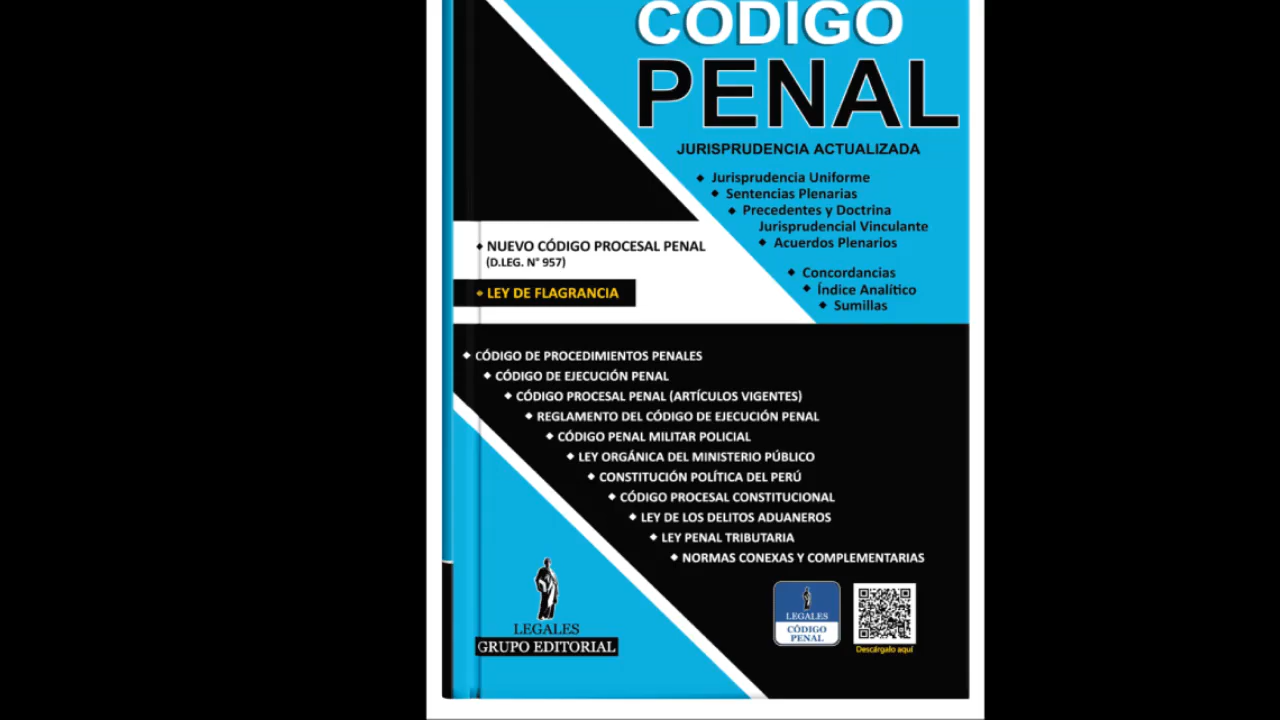 CÓDIGO
PENAL
JURISPRUDENCIA ACTUALIZADA
Jurisprudencia Uniforme
Sentencias Plenarias
Precedentes y Doctrina
Jurisprudencial Vinculante
Acuerdos Plenarios
Concordancias
Índice Analítico
Sumillas
NUEVO CÓDIGO PROCESAL PENAL
(D.LEG. N° 957)
LEY DE FLAGRANCIA
CÓDIGO DE PROCEDIMIENTOS PENALES
CÓDIGO DE EJECUCIÓN PENAL
CÓDIGO PROCESAL PENAL (ARTÍCULOS VIGENTES)
REGLAMENTO DEL CÓDIGO DE EJECUCIÓN PENAL
CÓDIGO PENAL MILITAR POLICIAL
LEY ORGÁNICA DEL MINISTERIO PÚBLICO
CONSTITUCIÓN POLÍTICA DEL PERÚ
CÓDIGO PROCESAL CONSTITUCIONAL
LEY DE LOS DELITOS ADUANEROS
LEY PENAL TRIBUTARIA
NORMAS CONEXAS Y COMPLEMENTARIAS
LEGALES
GRUPO EDITORIAL
LEGALES
CÓDIGO
PENAL
Descárgalo aquí